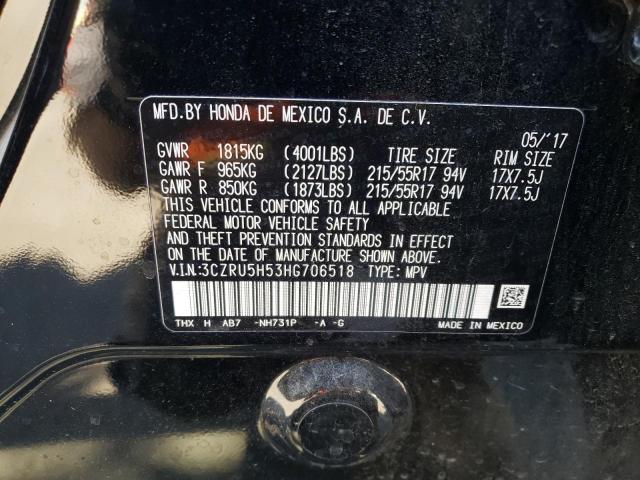 MFD.BY HONDA DE MEXICO S.A. DE C.V.
05/'17
GVWR 1815KG (4001LBS) TIRE SIZE RIM SIZE
GAWR F 965KG (2127LBS) 215/55R17 94V 17X7.5J
GAWR R 850KG (1873LBS) 215/55R17 94V 17X7.5J
THIS VEHICLE CONFORMS TO ALL APPLICABLE
FEDERAL MOTOR VEHICLE SAFETY
AND THEFT PREVENTION STANDARDS IN EFFECT
ON THE DATE OF MANUFACTURE SHOWN ABOVE.
V.I.N:3CZRU5H53HG706518 TYPE: MPV
THX H AB7 -NH731P -A -G
MADE IN MEXICO